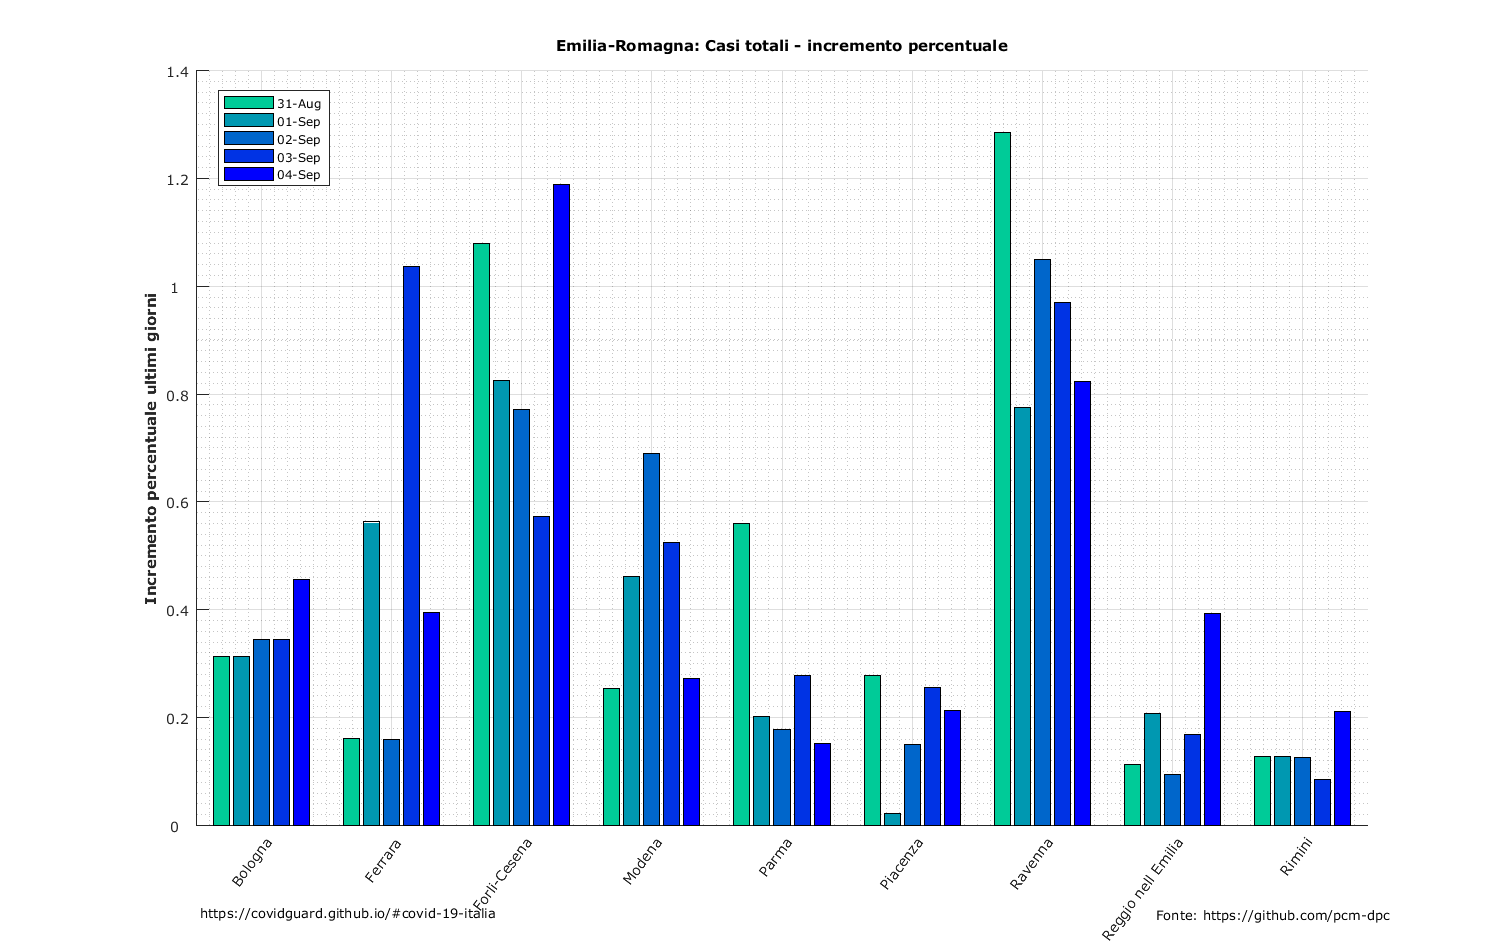 Emilia-Romagna: Casi totali - incremento percentuale
1.4
1.2
1
0.8
0.6
0.4
0.2
0
Incremento percentuale ultimi giorni
31-Aug
01-Sep
02-Sep
03-Sep
04-Sep
Bologna
Ferrara
Forlì-Cesena
Modena
Parma
Piacenza
Ravenna
Reggio nell Emilia
Rimini
https://covidguard.github.io/#covid-19-italia
Fonte: https://github.com/pcm-dpc